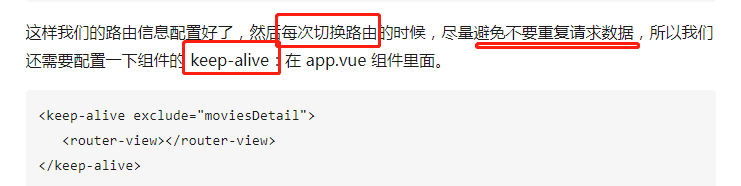 这样我们的路由信息配置好了，然后每次切换路由的时候，尽量避免不要重复请求数据，所以我们
还需要配置一下组件的 keep-alive：在 app.vue 组件里面。
<keep-alive exclude="moviesDetail">
<router-view></router-view>
</keep-alive>